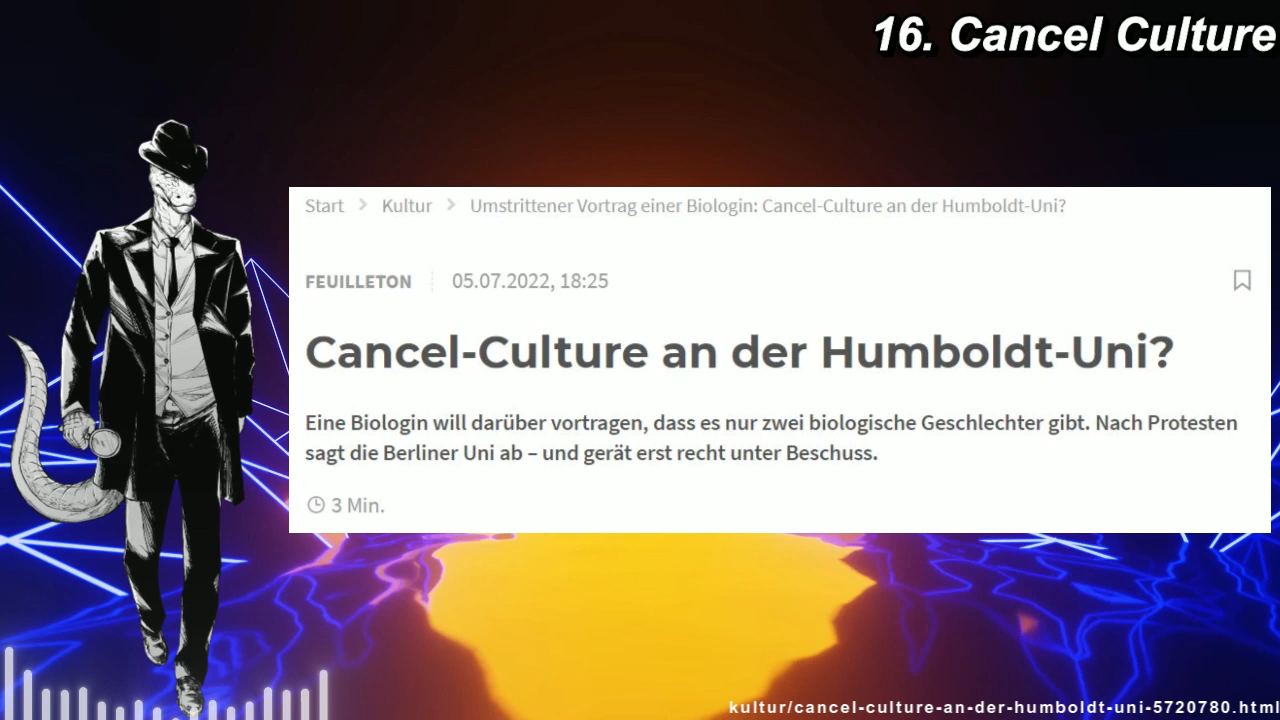 16. Cancel Culture
Start > Kultur > Umstrittener Vortrag einer Biologin: Cancel-Culture an der Humboldt-Uni?
FEUILLETON 05.07.2022, 18:25
Cancel-Culture an der Humboldt-Uni?
Eine Biologin will darüber vortragen, dass es nur zwei biologische Geschlechter gibt. Nach Protesten
sagt die Berliner Uni ab – und gerät erst recht unter Beschuss.
3 Min.
kultur/cancel-culture-an-der-humboldt-uni-5720780.html